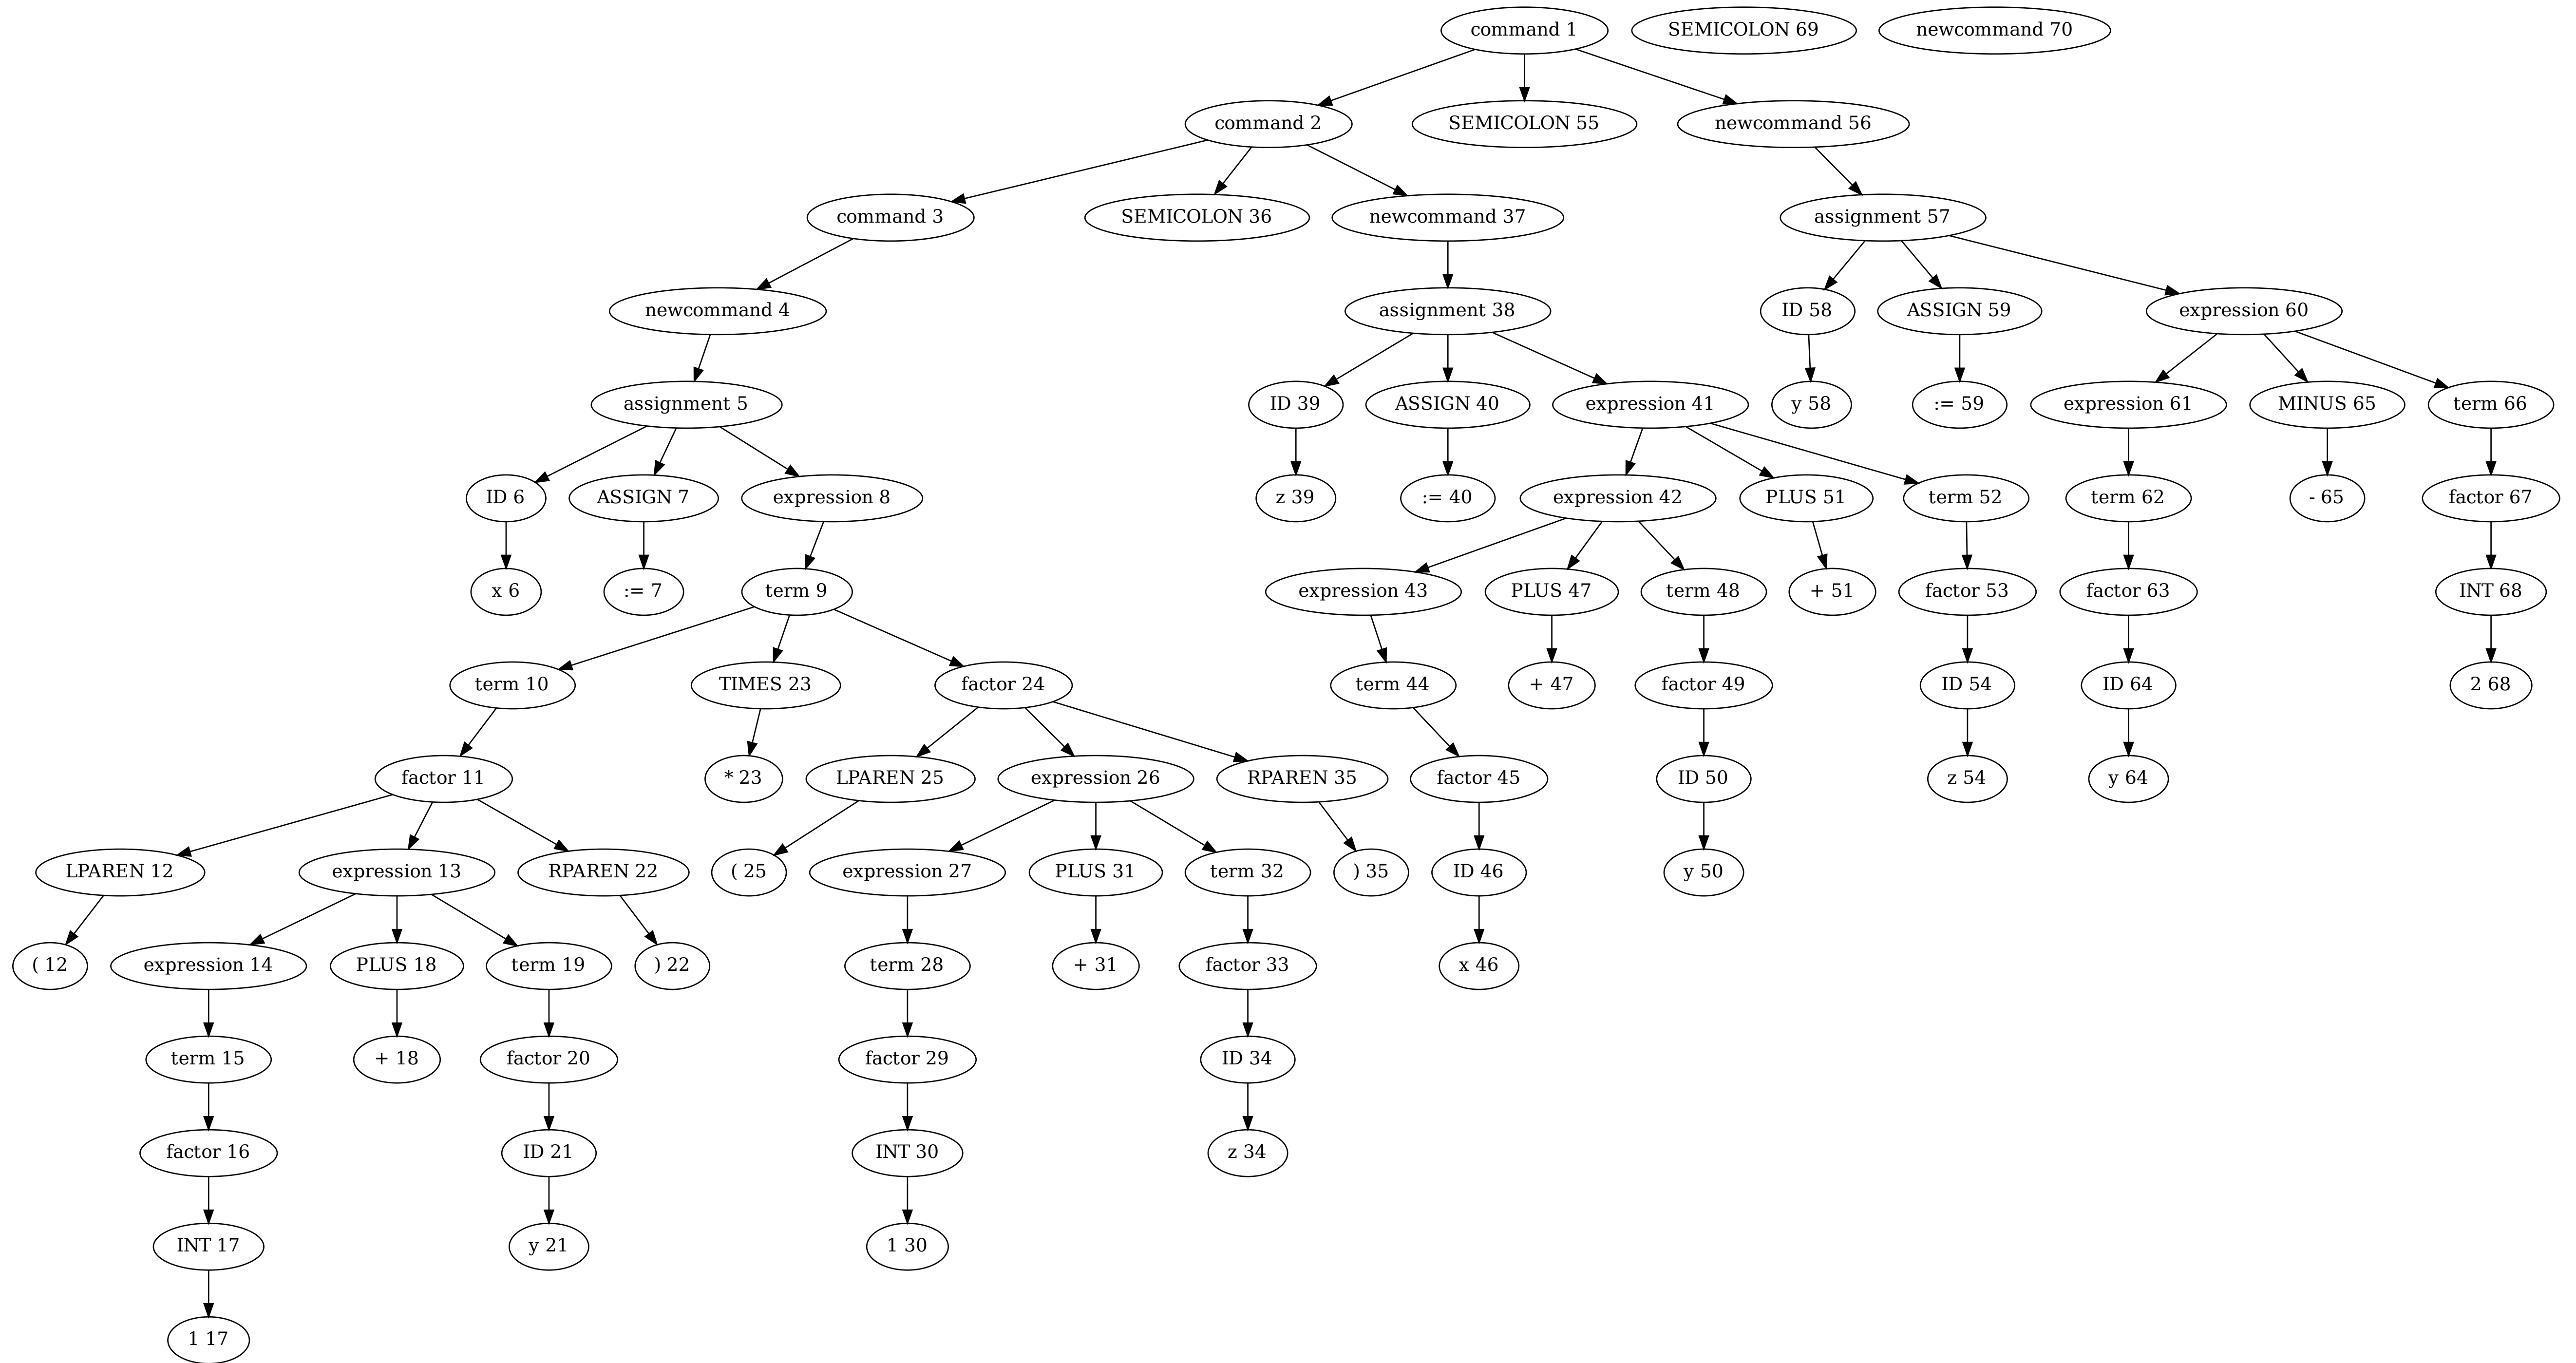 command 1 SEMICOLON 69 newcommand 70
command 2 SEMICOLON 55 newcommand 56
command 3 SEMICOLON 36 newcommand 37 assignment 57
newcommand 4 assignment 38 ID 58 ASSIGN 59 expression 60
assignment 5 ID 39 ASSIGN 40 expression 41 y 58 := 59 expression 61 MINUS 65 term 66
ID 6 ASSIGN 7 expression 8 z 39 := 40 expression 42 PLUS 51 term 52 term 62 - 65 factor 67
x 6 := 7 term 9 expression 43 PLUS 47 term 48 + 51 factor 53 factor 63 INT 68
term 10 TIMES 23 factor 24 term 44 + 47 factor 49 ID 54 ID 64 2 68
factor 11 * 23 LPAREN 25 expression 26 RPAREN 35 factor 45 ID 50 z 54 y 64
LPAREN 12 expression 13 RPAREN 22 ( 25 expression 27 PLUS 31 term 32 ) 35 ID 46 y 50
( 12 expression 14 PLUS 18 term 19 ) 22 term 28 + 31 factor 33 x 46
term 15 + 18 factor 20 factor 29 ID 34
factor 16 ID 21 INT 30 z 34
INT 17 y 21 1 30
1 17